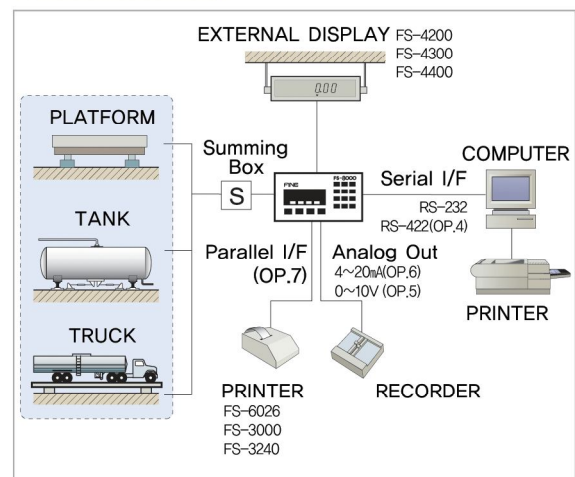 EXTERNAL DISPLAY FS-4200
FS-4300
FS-4400
0.00
PLATFORM
TANK
TRUCK
Summing
Box
S
FINE
FS-8000
Serial I/F
RS-232
RS-422(OP.4)
COMPUTER
PRINTER
Parallel I/F
(OP.7)
Analog Out
4~20mA(OP.6)
0~10V(OP.5)
PRINTER
FS-6026
FS-3000
FS-3240
RECORDER